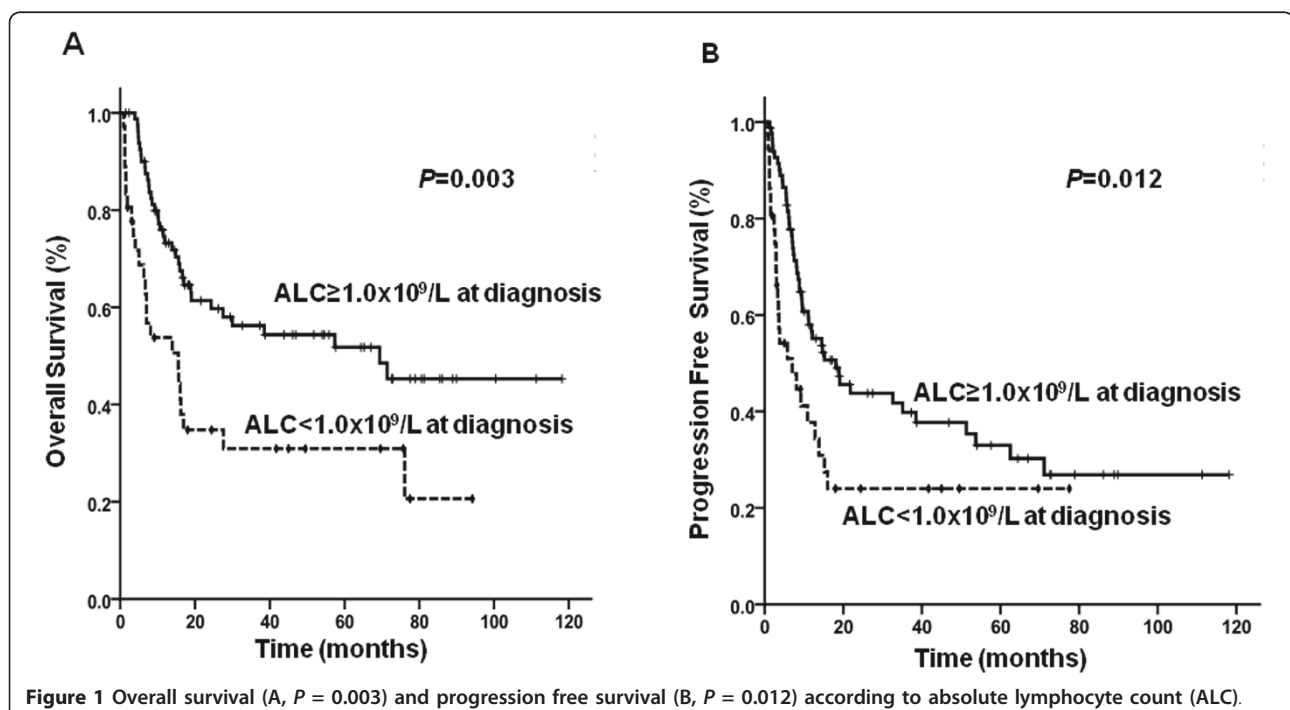 A
Overall Survival (%)
1.0
0.8
0.6
0.4
0.2
0.0
P=0.003
ALC≥1.0x10⁹/L at diagnosis
ALC<1.0x10⁹/L at diagnosis
0 20 40 60 80 100 120
Time (months)
B
Progression Free Survival (%)
1.0
0.8
0.6
0.4
0.2
0.0
P=0.012
ALC≥1.0x10⁹/L at diagnosis
ALC<1.0x10⁹/L at diagnosis
0 20 40 60 80 100 120
Time (months)
Figure 1 Overall survival (A, P = 0.003) and progression free survival (B, P = 0.012) according to absolute lymphocyte count (ALC).